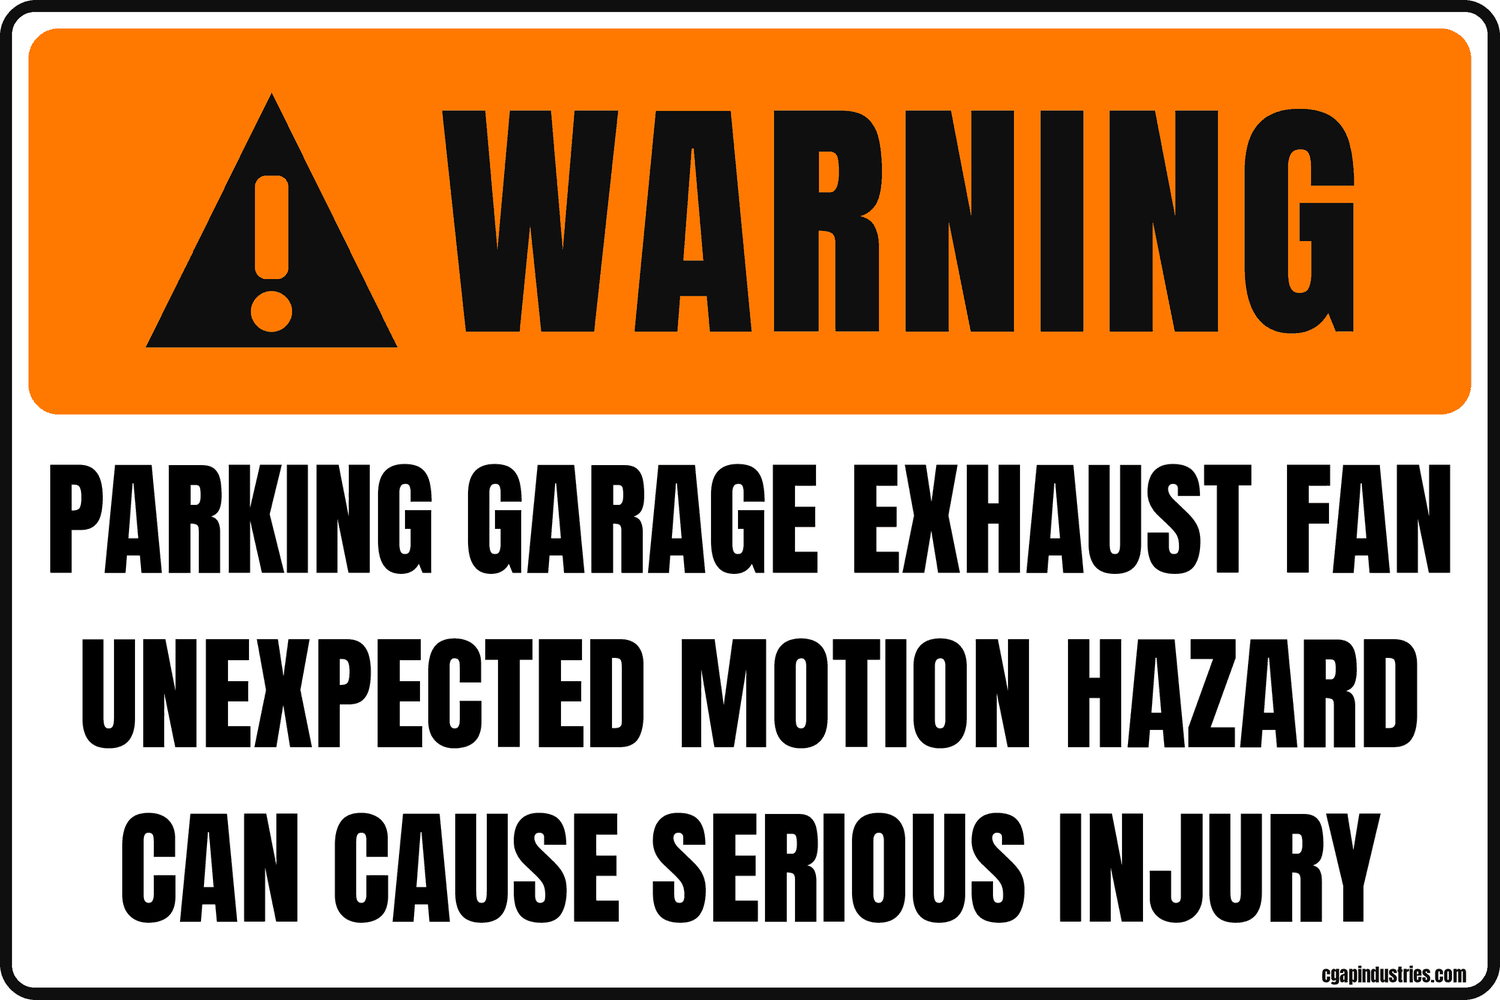 WARNING
PARKING GARAGE EXHAUST FAN
UNEXPECTED MOTION HAZARD
CAN CAUSE SERIOUS INJURY
cgapindustries.com